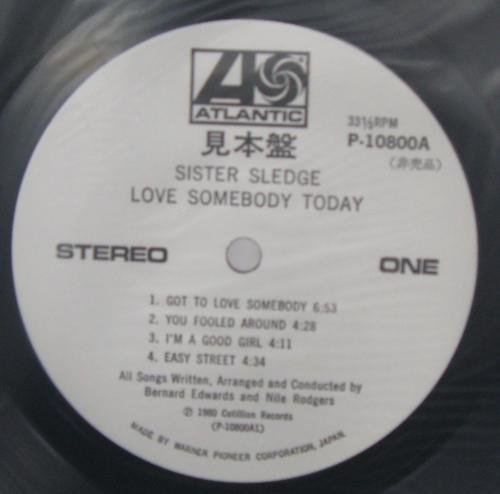 ATLANTIC
見本盤
33⅓RPM
P-10800A
(非売品)
SISTER SLEDGE
LOVE SOMEBODY TODAY
STEREO
ONE
1. GOT TO LOVE SOMEBODY 6:53
2. YOU FOOLED AROUND 4:28
3. I'M A GOOD GIRL 4:11
4. EASY STREET 4:34
All Songs Written, Arranged and Conducted by
Bernard Edwards and Nile Rodgers
℗ 1980 Cotillion Records
(P-10800A1)
MADE BY WARNER PIONEER CORPORATION, JAPAN.